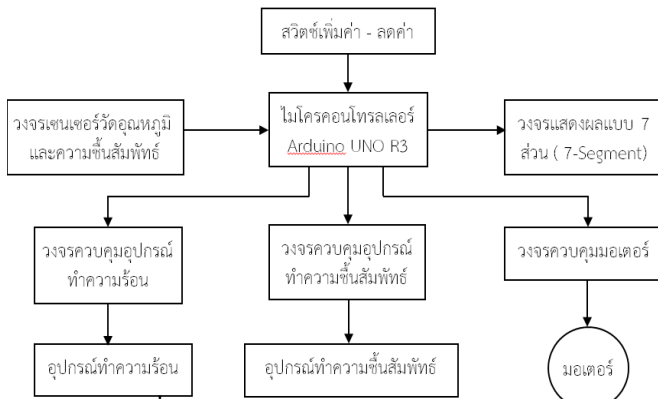 สวิตซ์เพิ่มค่า - ลดค่า
วงจรเซนเซอร์วัดอุณหภูมิ
และความชื้นสัมพัทธ์
ไมโครคอนโทรลเลอร์
Arduino UNO R3
วงจรแสดงผลแบบ 7
ส่วน ( 7-Segment)
วงจรควบคุมอุปกรณ์
ทำความร้อน
วงจรควบคุมอุปกรณ์
ทำความชื้นสัมพัทธ์
วงจรควบคุมมอเตอร์
อุปกรณ์ทำความร้อน
อุปกรณ์ทำความชื้นสัมพัทธ์
มอเตอร์